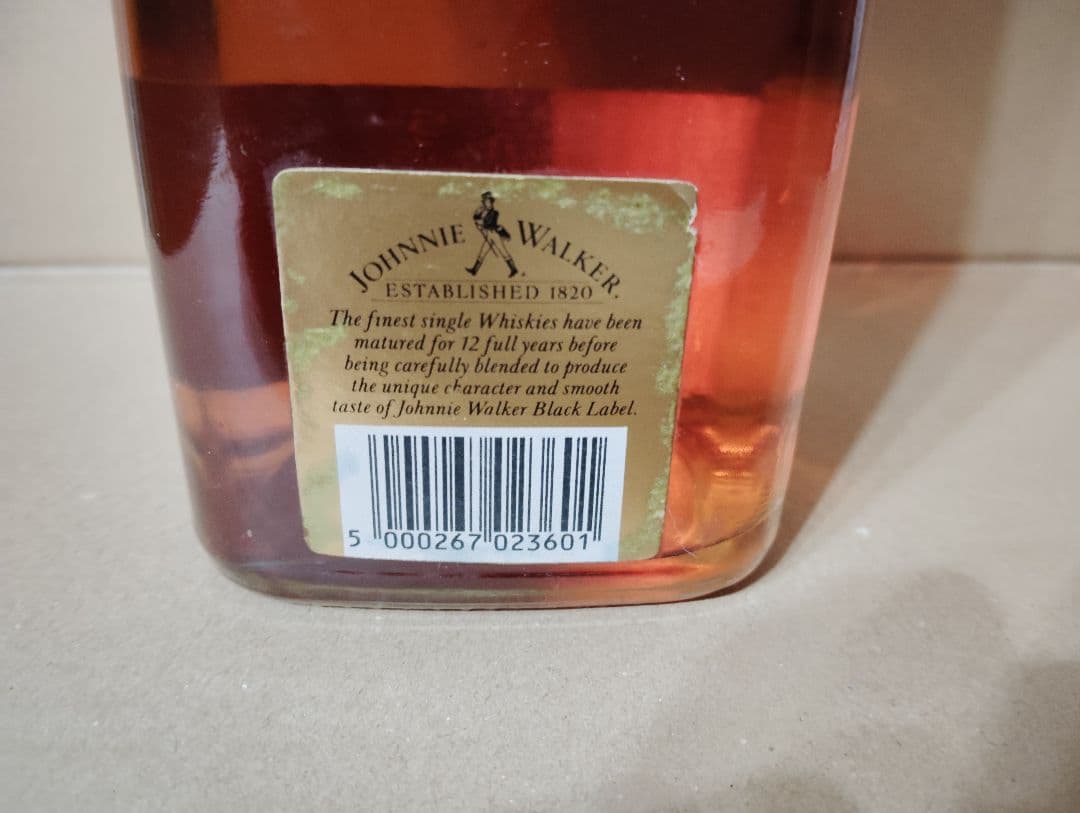 JOHNNIE WALKER.
ESTABLISHED 1820
The finest single Whiskies have been
matured for 12 full years before
being carefully blended to produce
the unique character and smooth
taste of Johnnie Walker Black Label.
5 000267 023601